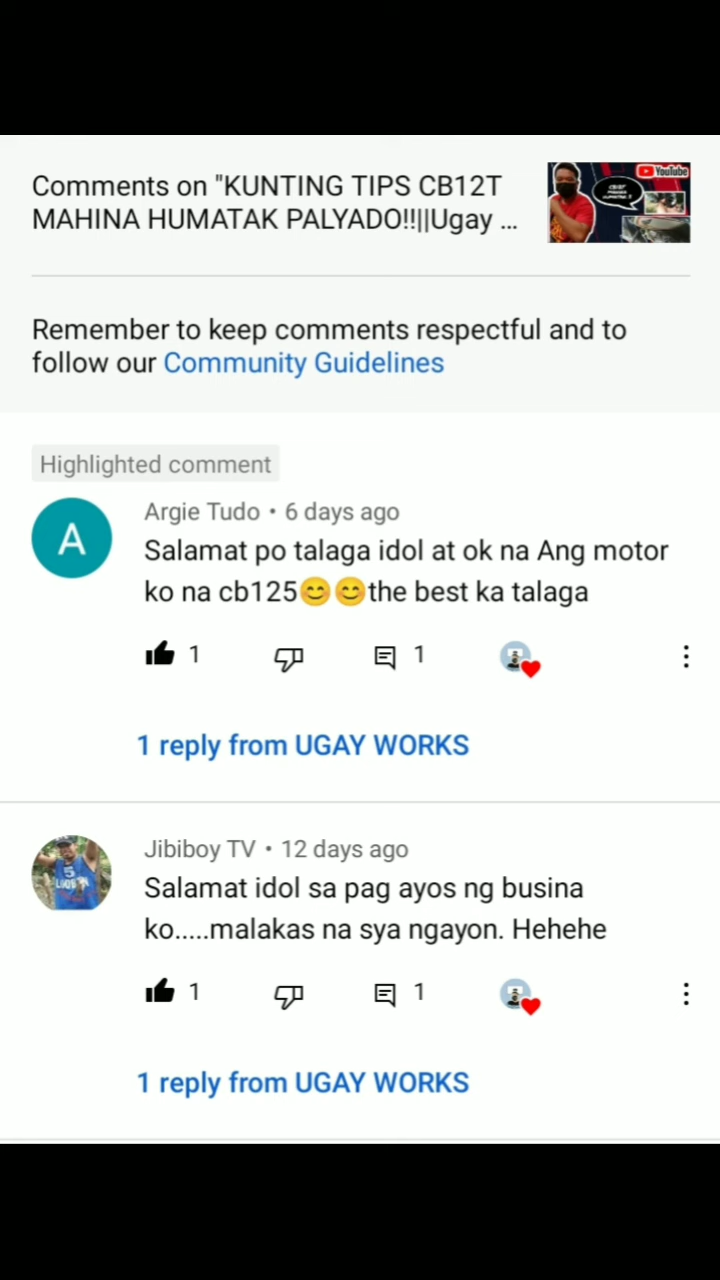 Comments on "KUNTING TIPS CB12T
MAHINA HUMATAK PALYADO!!||Ugay ...
YouTube
Remember to keep comments respectful and to
follow our Community Guidelines
Highlighted comment
A
Argie Tudo • 6 days ago
Salamat po talaga idol at ok na Ang motor
ko na cb125😊😊the best ka talaga
1
1
1 reply from UGAY WORKS
Jibiboy TV • 12 days ago
Salamat idol sa pag ayos ng busina
ko.....malakas na sya ngayon. Hehehe
1
1
1 reply from UGAY WORKS